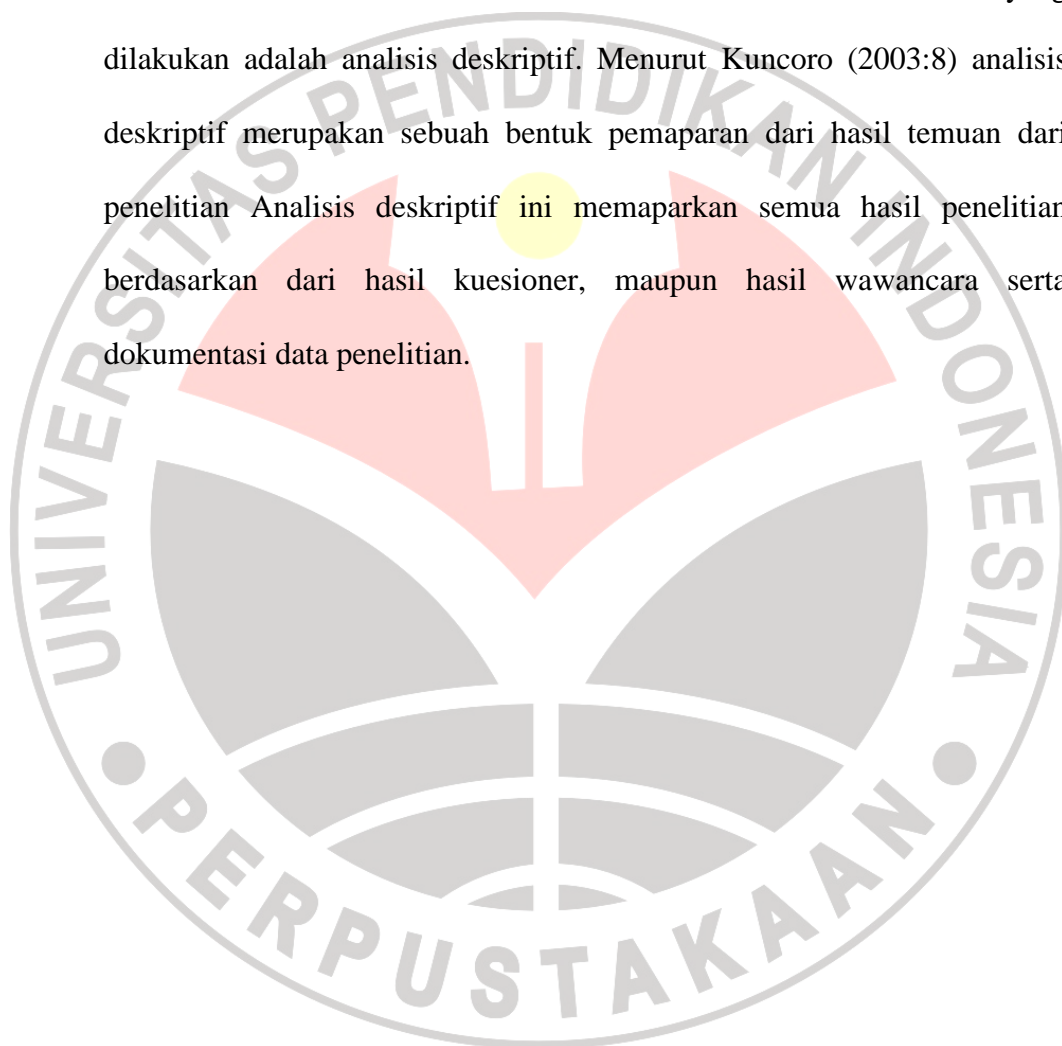 dilakukan adalah analisis deskriptif. Menurut Kuncoro (2003:8) analisis
deskriptif merupakan sebuah bentuk pemaparan dari hasil temuan dari
penelitian Analisis deskriptif ini memaparkan semua hasil penelitian
berdasarkan dari hasil kuesioner, maupun hasil wawancara serta
dokumentasi data penelitian.
UNIVERSITAS PENDIDIKAN INDONESIA
PERPUSTAKAAN